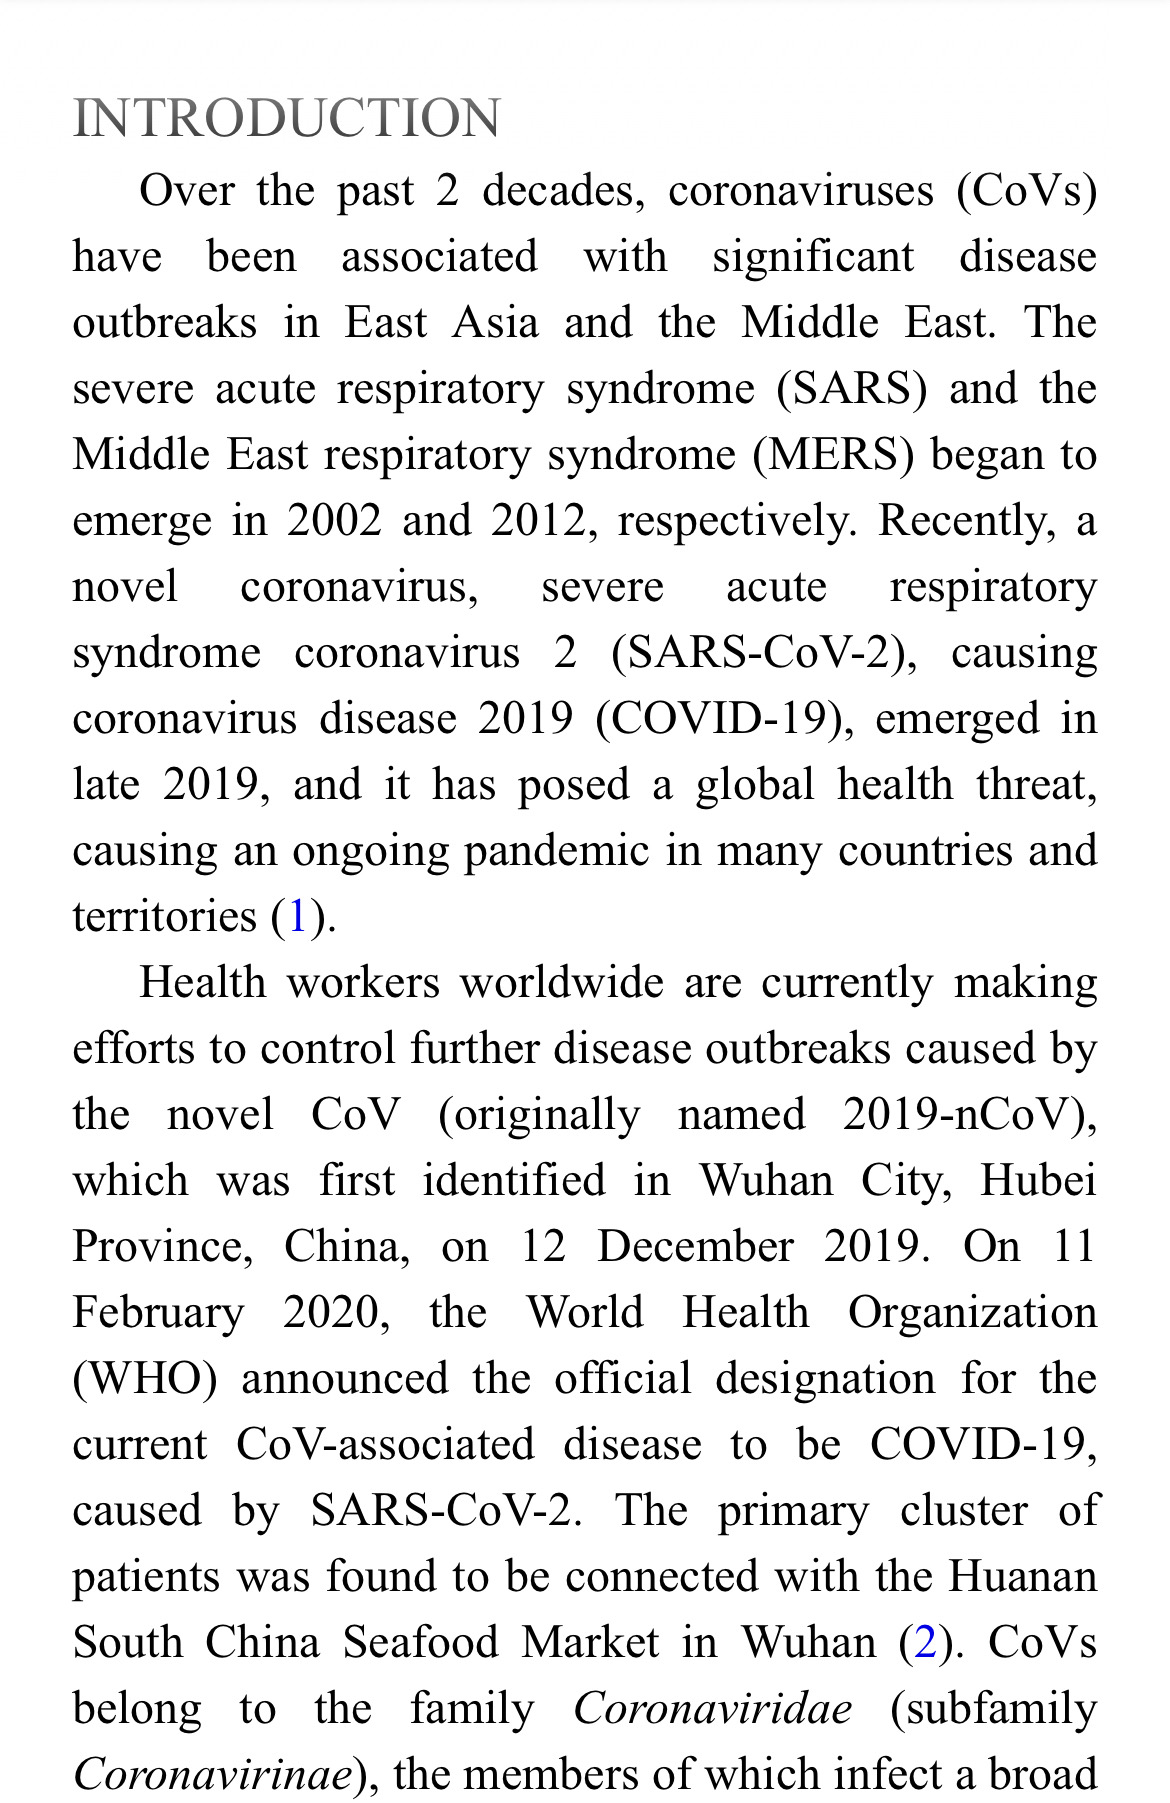 INTRODUCTION
Over the past 2 decades, coronaviruses (CoVs)
have been associated with significant disease
outbreaks in East Asia and the Middle East. The
severe acute respiratory syndrome (SARS) and the
Middle East respiratory syndrome (MERS) began to
emerge in 2002 and 2012, respectively. Recently, a
novel coronavirus, severe acute respiratory
syndrome coronavirus 2 (SARS-CoV-2), causing
coronavirus disease 2019 (COVID-19), emerged in
late 2019, and it has posed a global health threat,
causing an ongoing pandemic in many countries and
territories (1).
Health workers worldwide are currently making
efforts to control further disease outbreaks caused by
the novel CoV (originally named 2019-nCoV),
which was first identified in Wuhan City, Hubei
Province, China, on 12 December 2019. On 11
February 2020, the World Health Organization
(WHO) announced the official designation for the
current CoV-associated disease to be COVID-19,
caused by SARS-CoV-2. The primary cluster of
patients was found to be connected with the Huanan
South China Seafood Market in Wuhan (2). CoVs
belong to the family Coronaviridae (subfamily
Coronavirinae), the members of which infect a broad